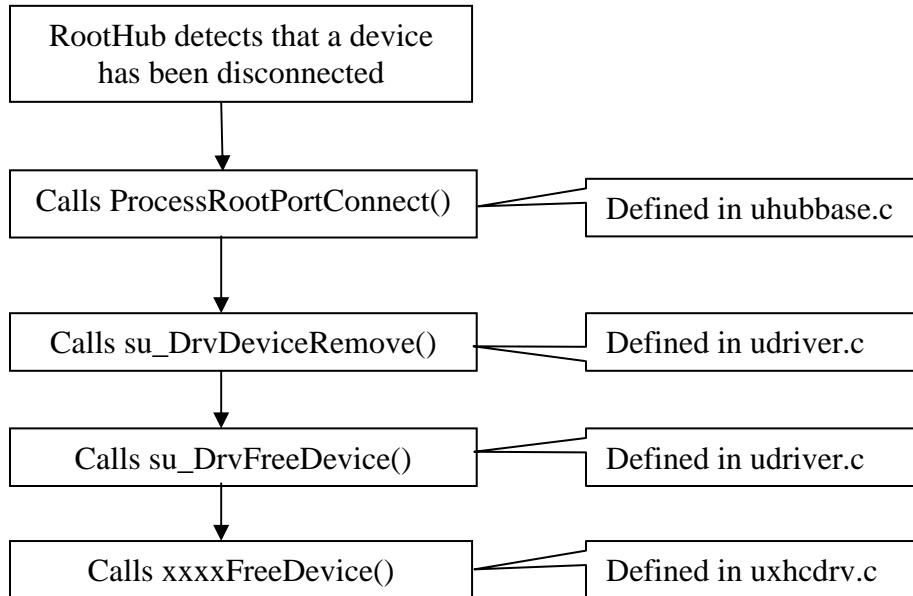 RootHub detects that a device
has been disconnected
Calls ProcessRootPortConnect()
Defined in uhubbase.c
Calls su_DrvDeviceRemove()
Defined in udriver.c
Calls su_DrvFreeDevice()
Defined in udriver.c
Calls xxxxFreeDevice()
Defined in uxhcdrv.c